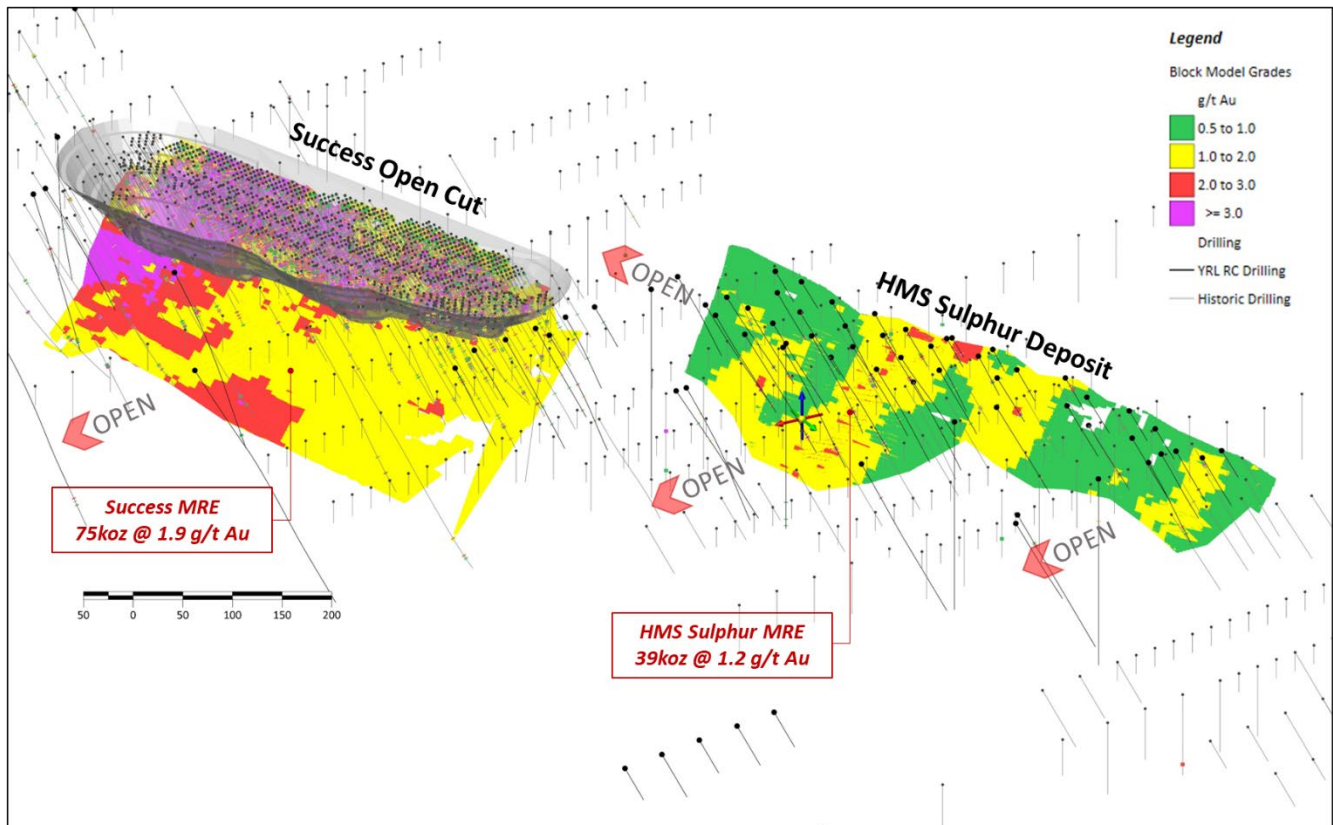 Legend
Block Model Grades
g/t Au
0.5 to 1.0
1.0 to 2.0
2.0 to 3.0
>= 3.0
Drilling
YRL RC Drilling
Historic Drilling
Success Open Cut
HMS Sulphur Deposit
OPEN
OPEN
OPEN
OPEN
Success MRE
75koz @ 1.9 g/t Au
50 0 50 100 150 200
HMS Sulphur MRE
39koz @ 1.2 g/t Au